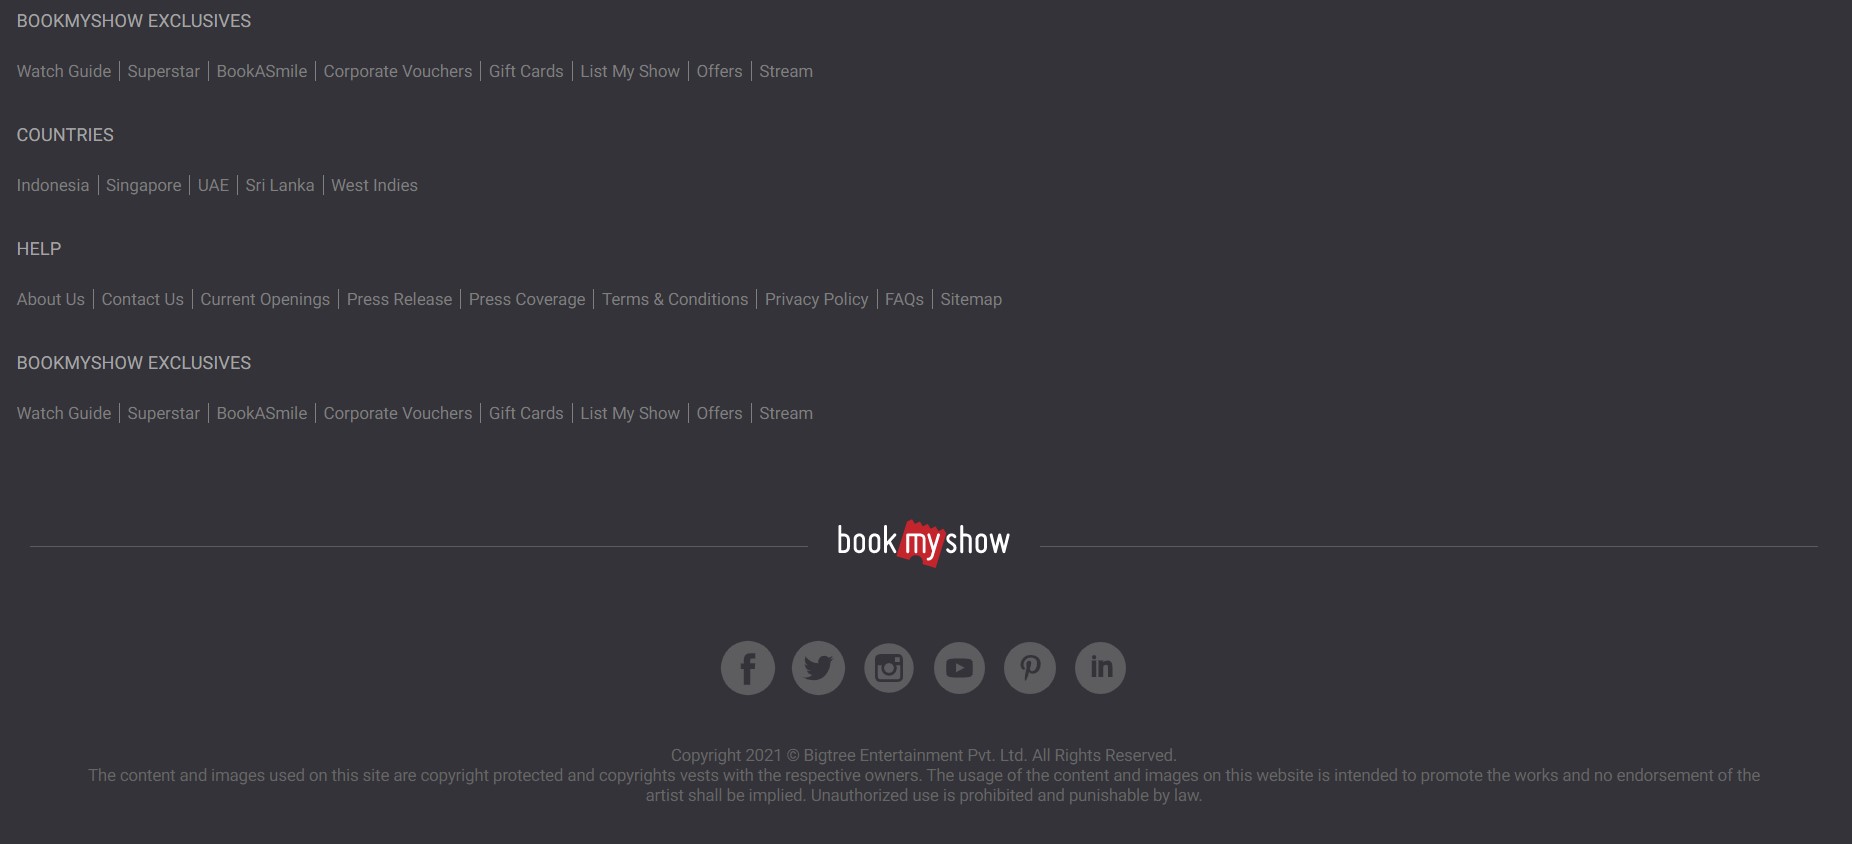 BOOKMYSHOW EXCLUSIVES
Watch Guide | Superstar | BookASmile | Corporate Vouchers | Gift Cards | List My Show | Offers | Stream
COUNTRIES
Indonesia | Singapore | UAE | Sri Lanka | West Indies
HELP
About Us | Contact Us | Current Openings | Press Release | Press Coverage | Terms & Conditions | Privacy Policy | FAQs | Sitemap
BOOKMYSHOW EXCLUSIVES
Watch Guide | Superstar | BookASmile | Corporate Vouchers | Gift Cards | List My Show | Offers | Stream
book my show
Copyright 2021 © Bigtree Entertainment Pvt. Ltd. All Rights Reserved.
The content and images used on this site are copyright protected and copyrights vests with the respective owners. The usage of the content and images on this website is intended to promote the works and no endorsement of the
artist shall be implied. Unauthorized use is prohibited and punishable by law.